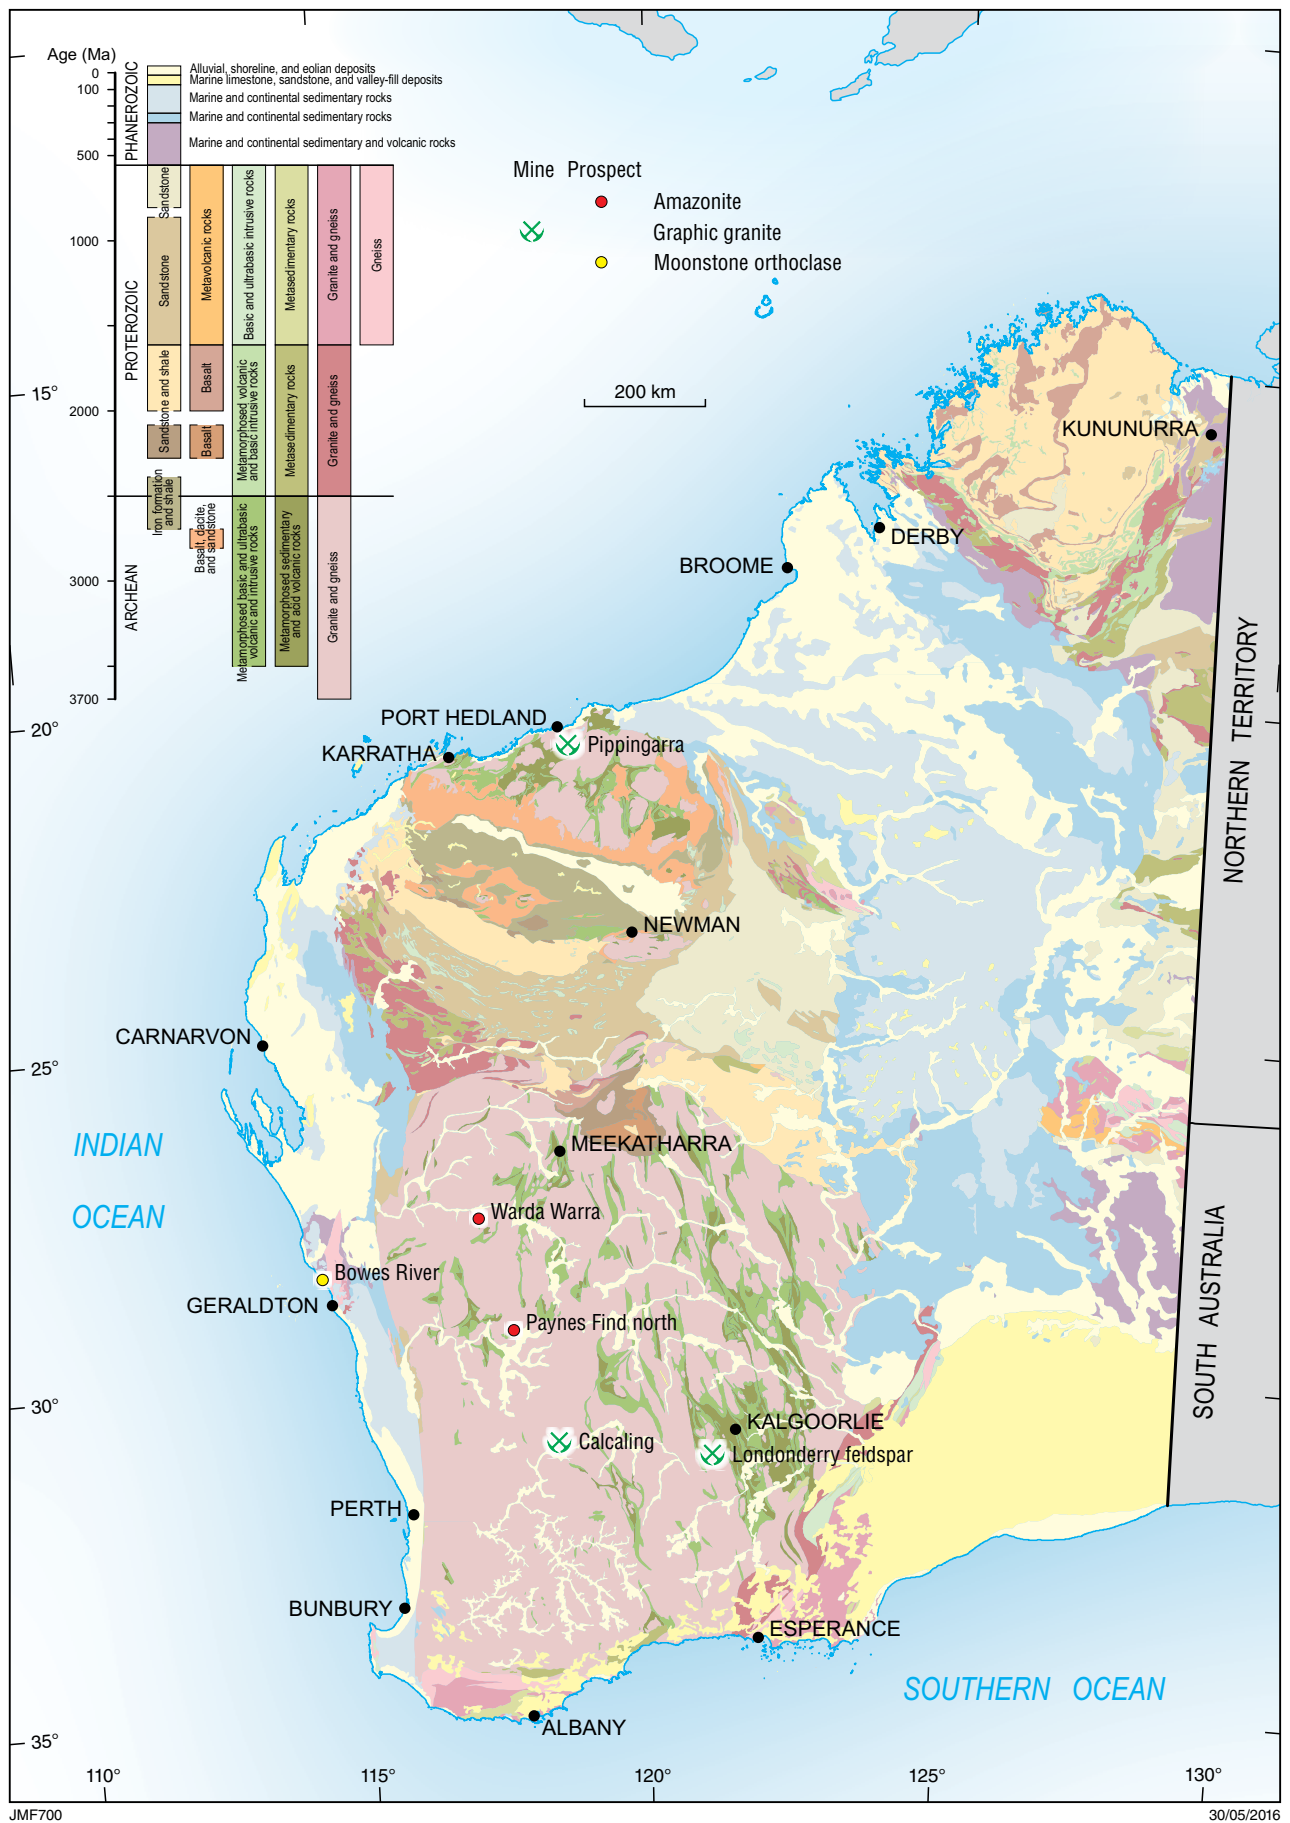 Age (Ma)
0
100
500
1000
2000
3000
3700
PHANEROZOIC
PROTEROZOIC
ARCHEAN
Alluvial, shoreline, and eolian deposits
Marine limestone, sandstone, and valley-fill deposits
Marine and continental sedimentary rocks
Marine and continental sedimentary rocks
Marine and continental sedimentary and volcanic rocks
Sandstone
Sandstone
Sandstone and shale
Sandstone
Iron formation
and shale
Metavolcanic rocks
Basalt
Basalt
Basalt, dacite,
and sandstone
Basic and ultrabasic intrusive rocks
Metamorphosed volcanic
and basic intrusive rocks
Metamorphosed basic and ultrabasic
volcanic and intrusive rocks
Metasedimentary rocks
Metasedimentary rocks
Metamorphosed sedimentary
and acid volcanic rocks
Granite and gneiss
Granite and gneiss
Granite and gneiss
Gneiss
Mine Prospect
Amazonite
Graphic granite
Moonstone orthoclase
200 km
15°
KUNUNURRA
DERBY
BROOME
NORTHERN TERRITORY
PORT HEDLAND
20°
Pippingarra
KARRATHA
NEWMAN
CARNARVON
25°
INDIAN
OCEAN
MEEKATHARRA
Warda Warra
SOUTH AUSTRALIA
Bowes River
GERALDTON
Paynes Find north
30°
KALGOORLIE
Calcaling
Londonderry feldspar
PERTH
BUNBURY
ESPERANCE
SOUTHERN OCEAN
ALBANY
35°
110°
115°
120°
125°
130°
JMF700
30/05/2016